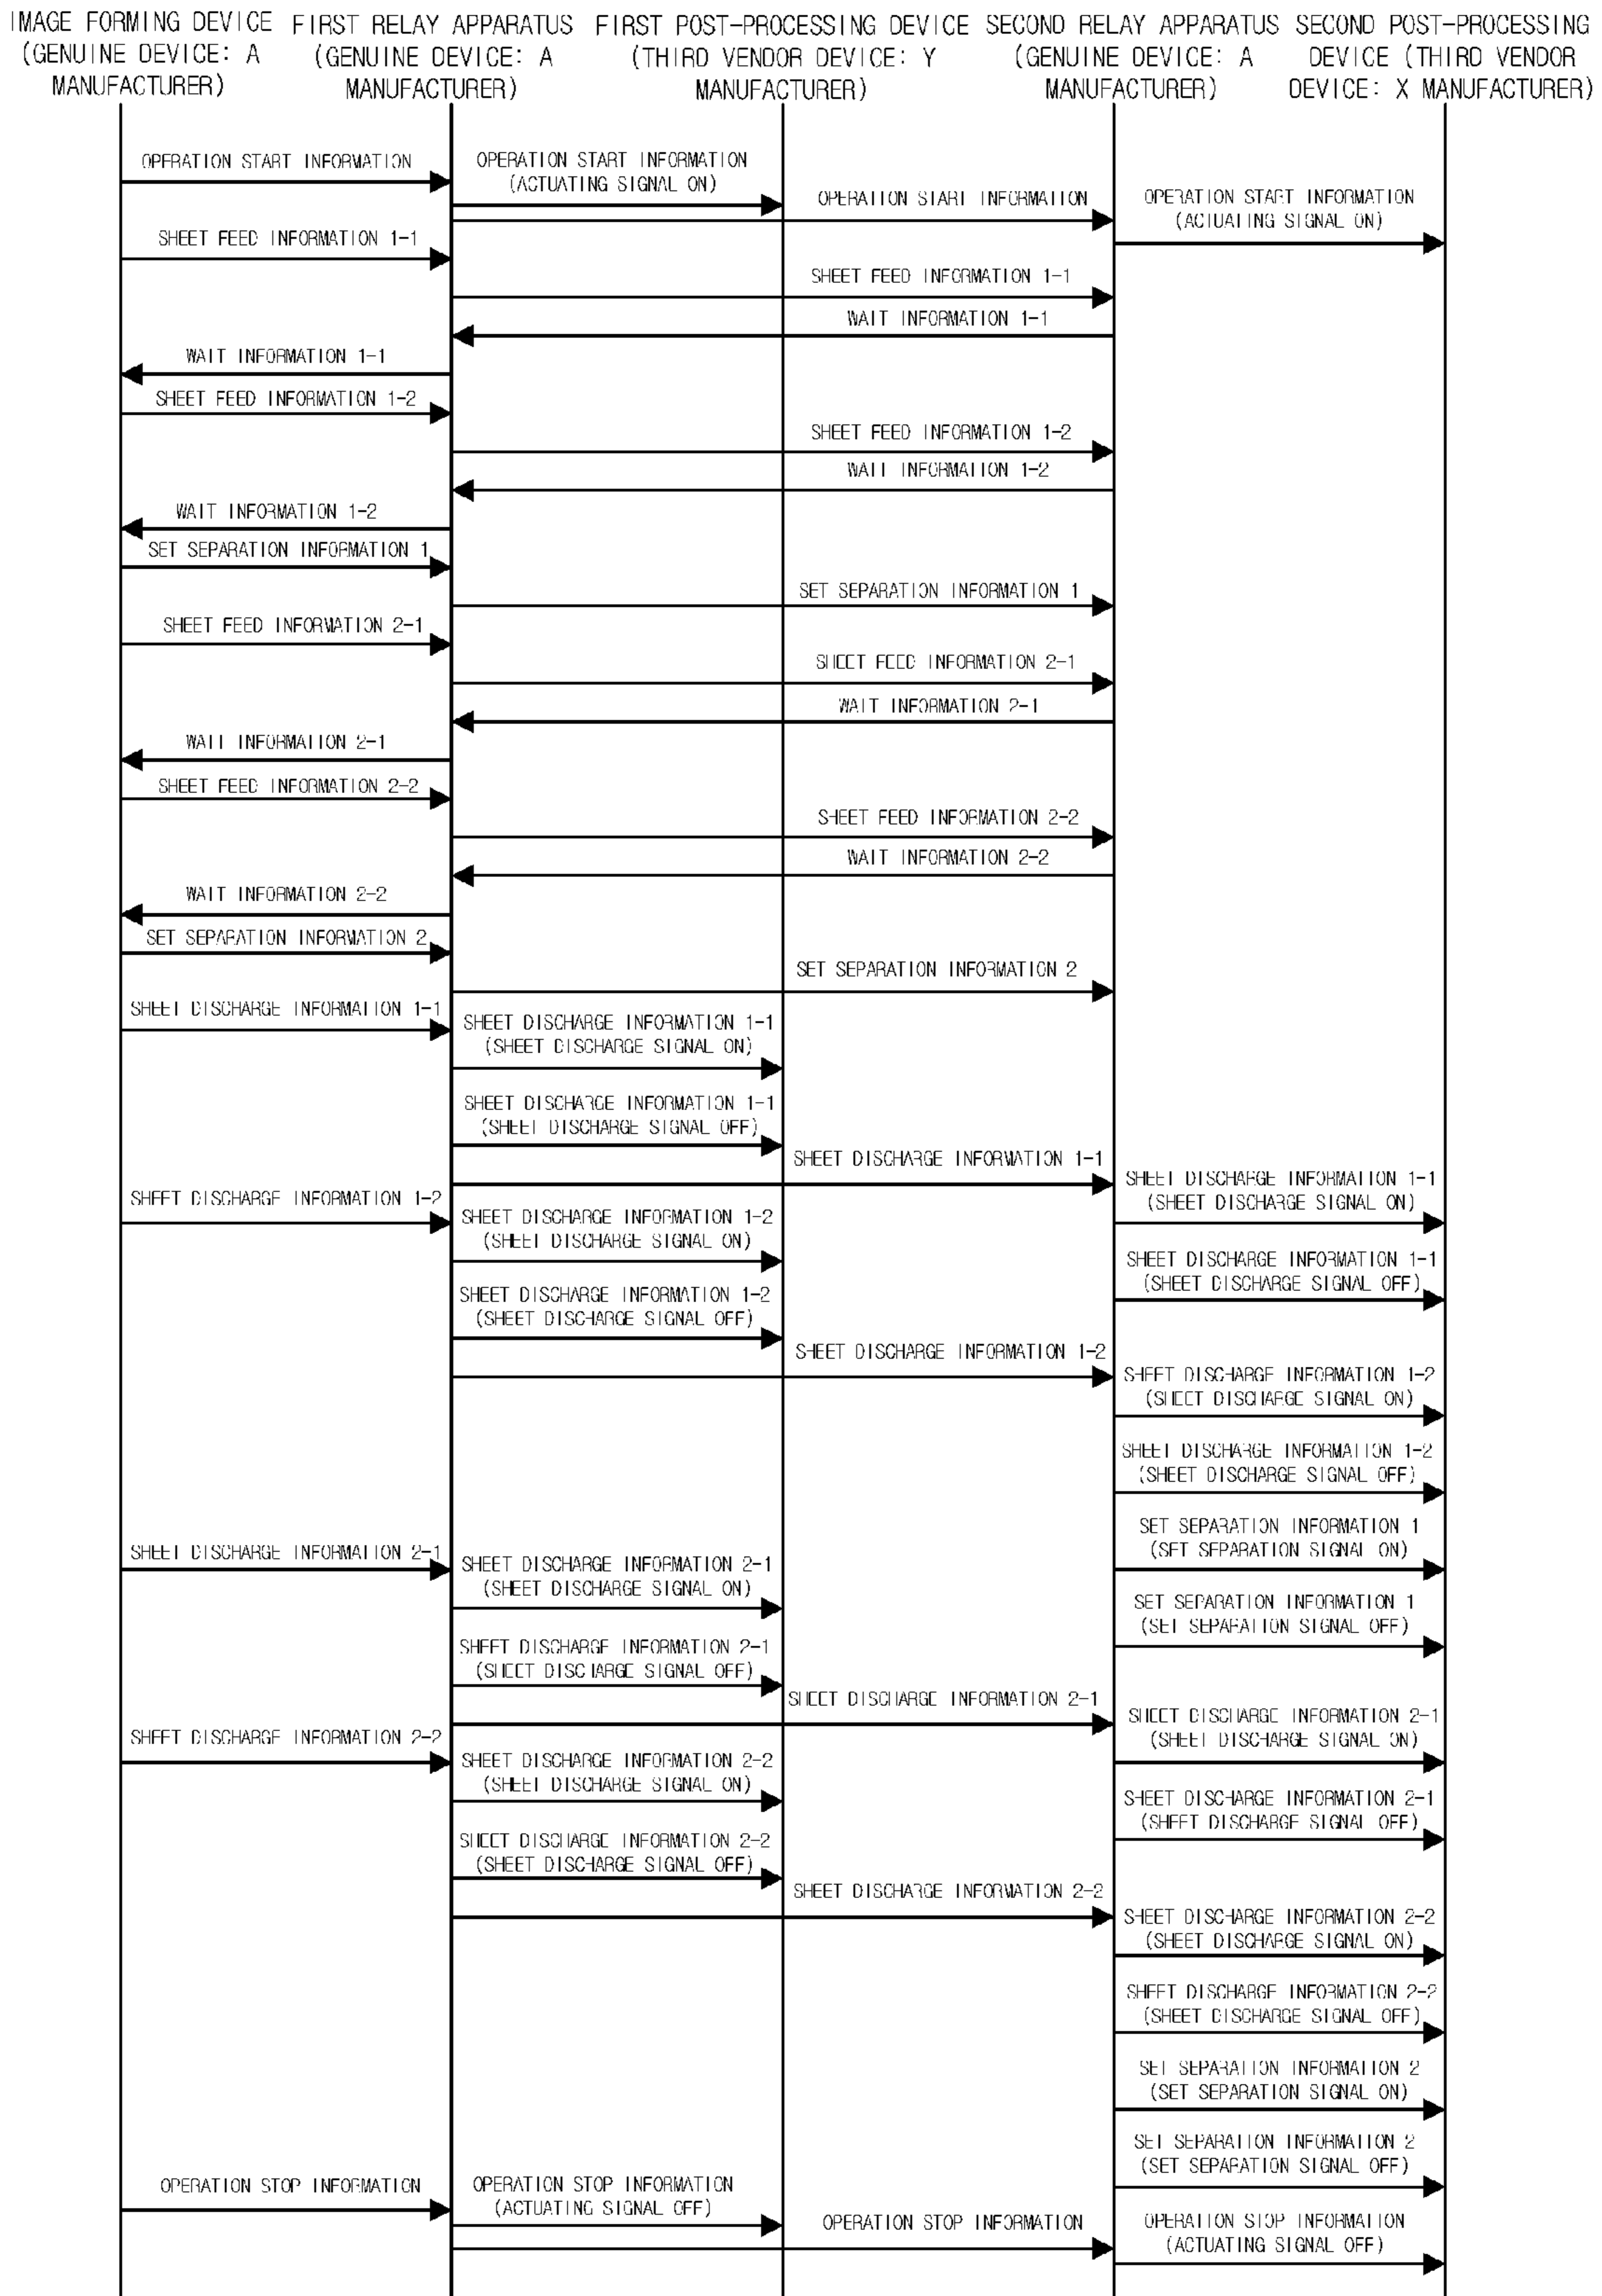 IMAGE FORMING DEVICE
(GENUINE DEVICE: A
MANUFACTURER)
FIRST RELAY APPARATUS
(GENUINE DEVICE: A
MANUFACTURER)
FIRST POST-PROCESSING DEVICE
(THIRD VENDOR DEVICE: Y
MANUFACTURER)
SECOND RELAY APPARATUS
(GENUINE DEVICE: A
MANUFACTURER)
SECOND POST-PROCESSING
DEVICE (THIRD VENDOR
DEVICE: X MANUFACTURER)
OPERATION START INFORMATION
OPERATION START INFORMATION
(ACTUATING SIGNAL ON)
OPERATION START INFORMATION
OPERATION START INFORMATION
(ACTUATING SIGNAL ON)
SHEET FEED INFORMATION 1-1
SHEET FEED INFORMATION 1-1
WAIT INFORMATION 1-1
WAIT INFORMATION 1-1
SHEET FEED INFORMATION 1-2
SHEET FEED INFORMATION 1-2
WAIT INFORMATION 1-2
WAIT INFORMATION 1-2
SET SEPARATION INFORMATION 1
SET SEPARATION INFORMATION 1
SHEET FEED INFORMATION 2-1
SHEET FEED INFORMATION 2-1
WAIT INFORMATION 2-1
WAIT INFORMATION 2-1
SHEET FEED INFORMATION 2-2
SHEET FEED INFORMATION 2-2
WAIT INFORMATION 2-2
WAIT INFORMATION 2-2
SET SEPARATION INFORMATION 2
SET SEPARATION INFORMATION 2
SHEET DISCHARGE INFORMATION 1-1
SHEET DISCHARGE INFORMATION 1-1
(SHEET DISCHARGE SIGNAL ON)
SHEET DISCHARGE INFORMATION 1-1
(SHEET DISCHARGE SIGNAL OFF)
SHEET DISCHARGE INFORMATION 1-1
SHEET DISCHARGE INFORMATION 1-1
(SHEET DISCHARGE SIGNAL ON)
SHEET DISCHARGE INFORMATION 1-2
SHEET DISCHARGE INFORMATION 1-2
(SHEET DISCHARGE SIGNAL ON)
SHEET DISCHARGE INFORMATION 1-1
(SHEET DISCHARGE SIGNAL OFF)
SHEET DISCHARGE INFORMATION 1-2
(SHEET DISCHARGE SIGNAL OFF)
SHEET DISCHARGE INFORMATION 1-2
SHEET DISCHARGE INFORMATION 1-2
(SHEET DISCHARGE SIGNAL ON)
SHEET DISCHARGE INFORMATION 1-2
(SHEET DISCHARGE SIGNAL OFF)
SET SEPARATION INFORMATION 1
(SET SEPARATION SIGNAL ON)
SHEET DISCHARGE INFORMATION 2-1
SHEET DISCHARGE INFORMATION 2-1
(SHEET DISCHARGE SIGNAL ON)
SET SEPARATION INFORMATION 1
(SET SEPARATION SIGNAL OFF)
SHEET DISCHARGE INFORMATION 2-1
(SHEET DISCHARGE SIGNAL OFF)
SHEET DISCHARGE INFORMATION 2-1
SHEET DISCHARGE INFORMATION 2-1
(SHEET DISCHARGE SIGNAL ON)
SHEET DISCHARGE INFORMATION 2-2
SHEET DISCHARGE INFORMATION 2-2
(SHEET DISCHARGE SIGNAL ON)
SHEET DISCHARGE INFORMATION 2-1
(SHEET DISCHARGE SIGNAL OFF)
SHEET DISCHARGE INFORMATION 2-2
(SHEET DISCHARGE SIGNAL OFF)
SHEET DISCHARGE INFORMATION 2-2
SHEET DISCHARGE INFORMATION 2-2
(SHEET DISCHARGE SIGNAL ON)
SHEET DISCHARGE INFORMATION 2-2
(SHEET DISCHARGE SIGNAL OFF)
SET SEPARATION INFORMATION 2
(SET SEPARATION SIGNAL ON)
SET SEPARATION INFORMATION 2
(SET SEPARATION SIGNAL OFF)
OPERATION STOP INFORMATION
OPERATION STOP INFORMATION
(ACTUATING SIGNAL OFF)
OPERATION STOP INFORMATION
OPERATION STOP INFORMATION
(ACTUATING SIGNAL OFF)